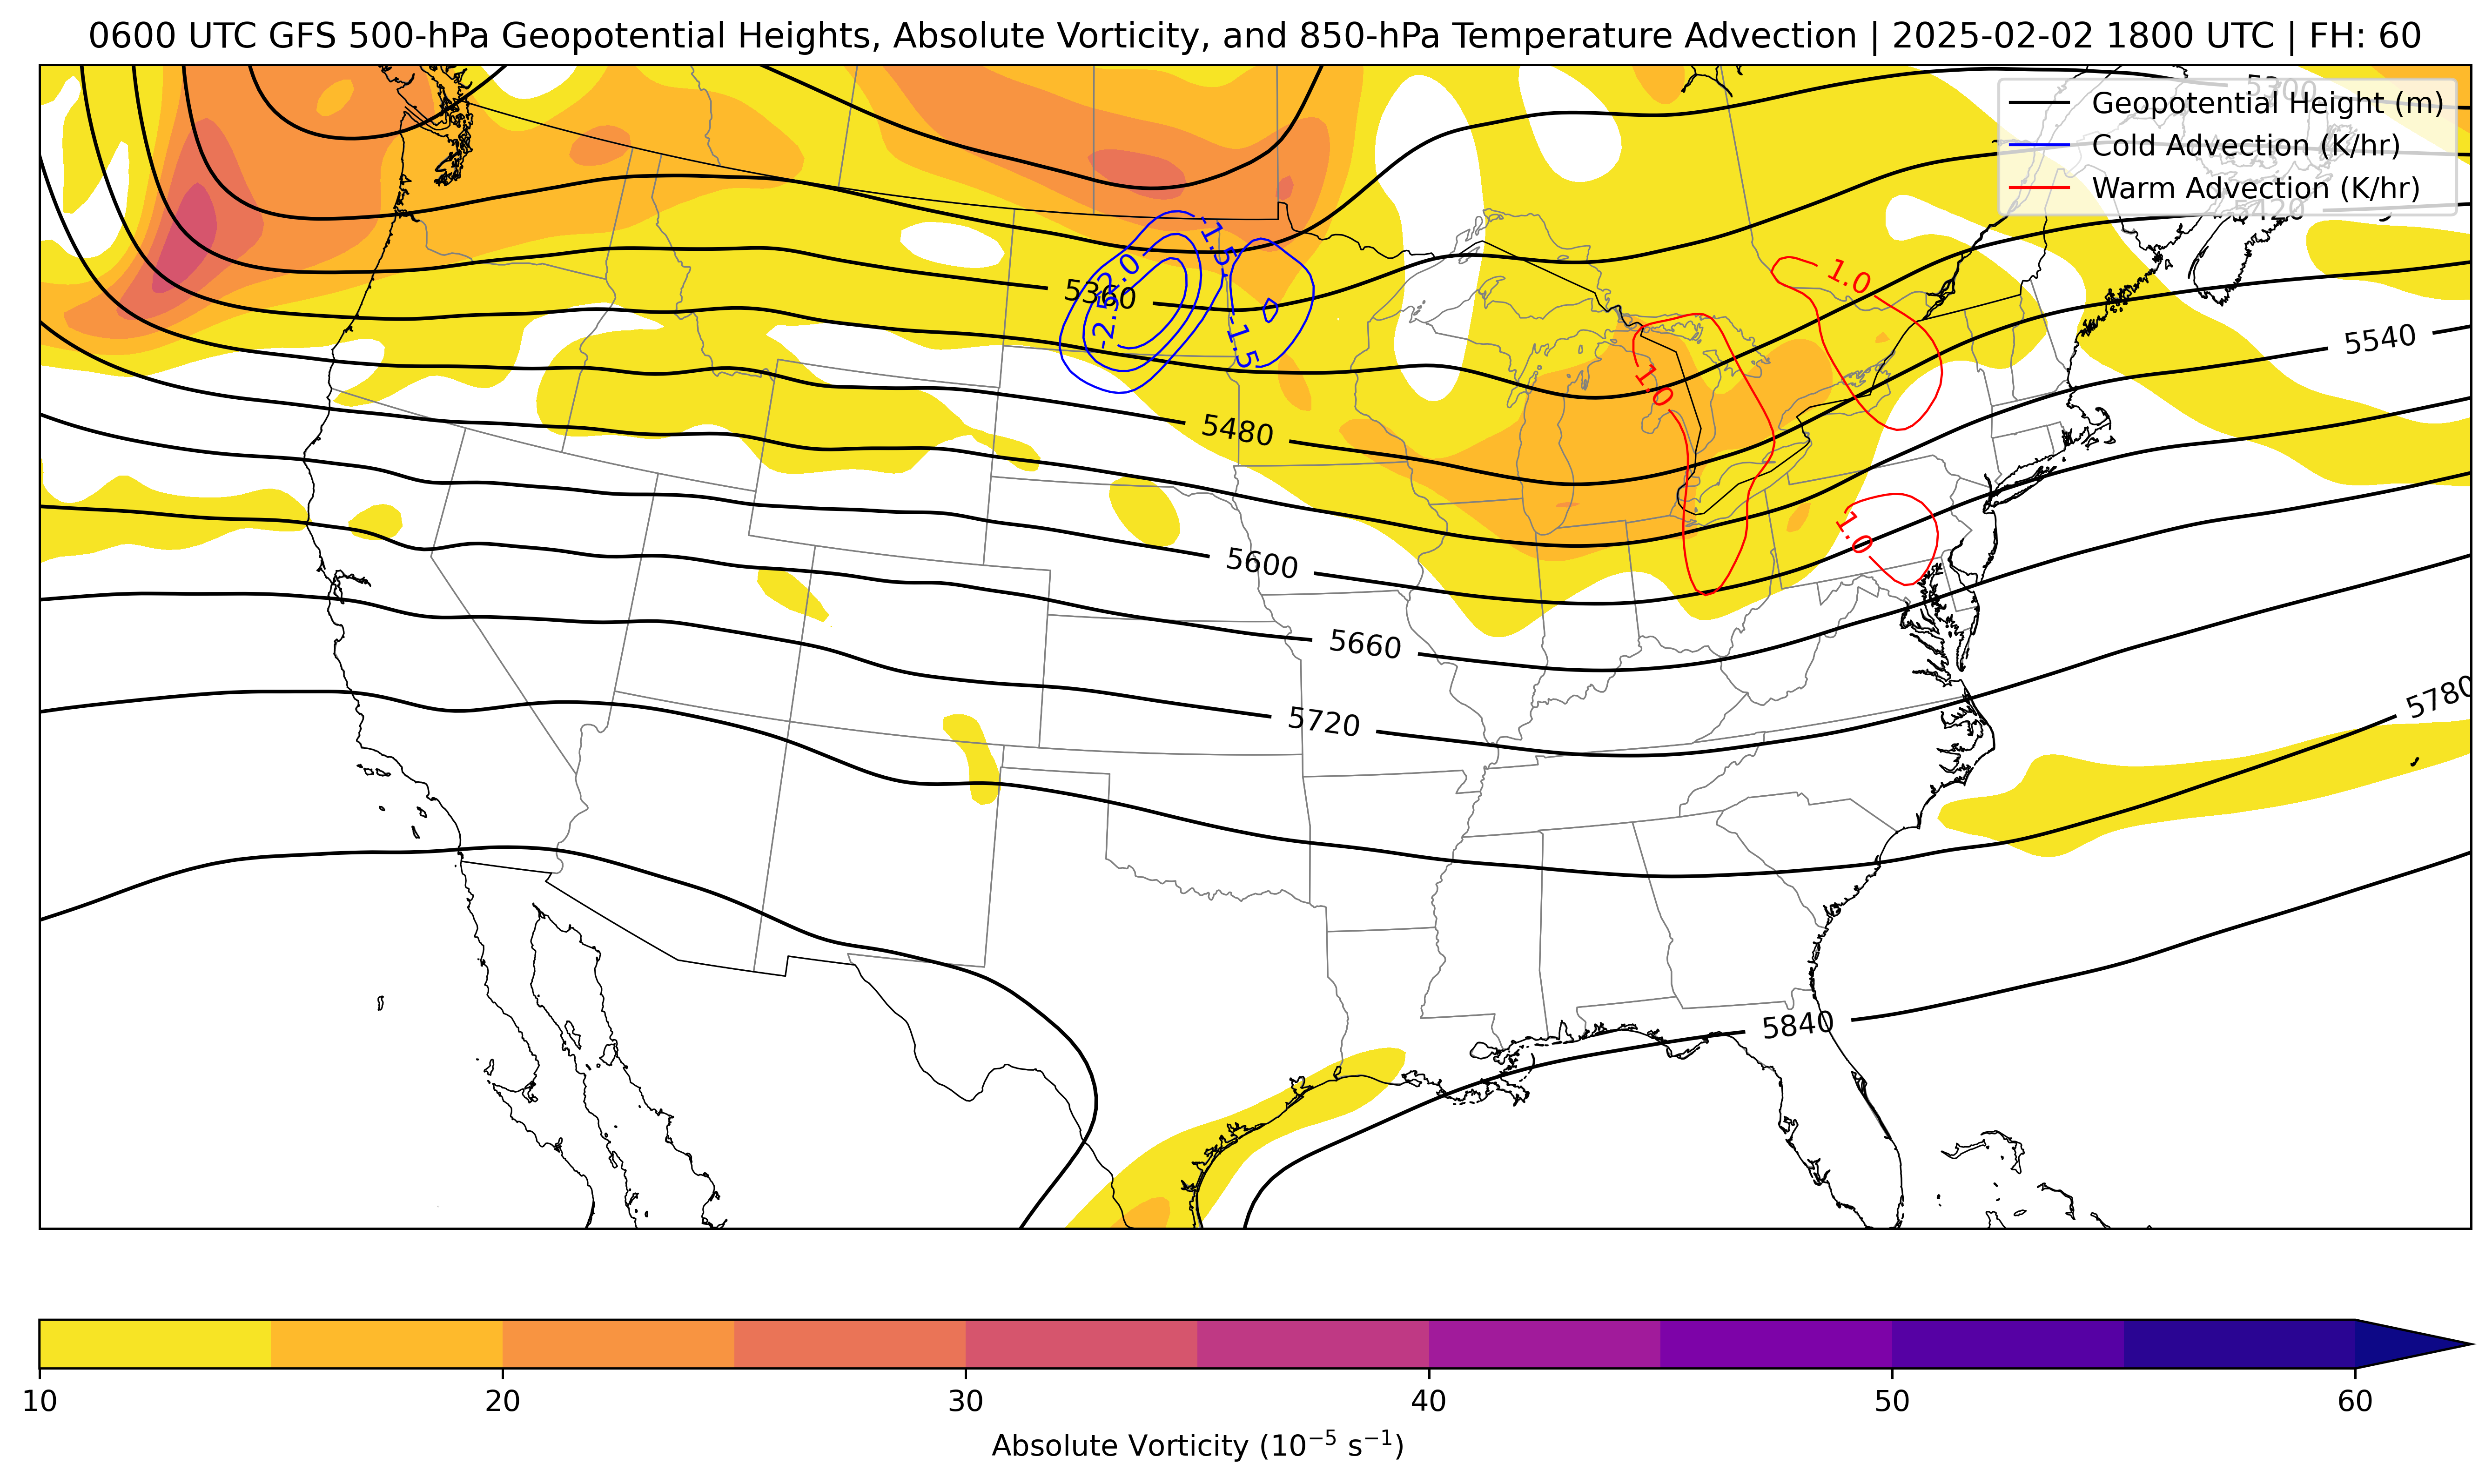 0600 UTC GFS 500-hPa Geopotential Heights, Absolute Vorticity, and 850-hPa Temperature Advection | 2025-02-02 1800 UTC | FH: 60
5300
Geopotential Height (m)
Cold Advection (K/hr)
Warm Advection (K/hr)
5420
-1.5
-2.0
1.0
5360
-2.5
-1.5
5540
1.0
5480
1.0
5600
5660
5780
5720
5840
10 20 30 40 50 60
Absolute Vorticity (10⁻⁵ s⁻¹)